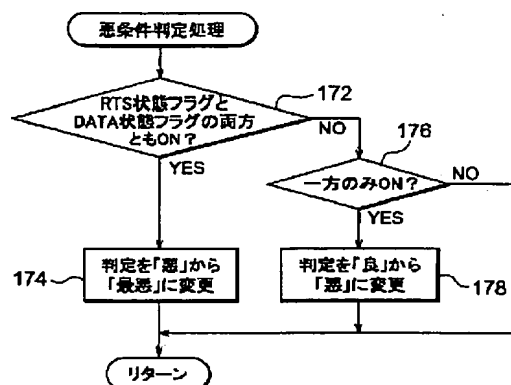 悪条件判定処理
172
RTS状態フラグと
DATA状態フラグの両方
ともON?
NO
176
YES
一方のみON?
NO
YES
174
判定を「悪」から
「最悪」に変更
判定を「良」から
「悪」に変更
178
リターン